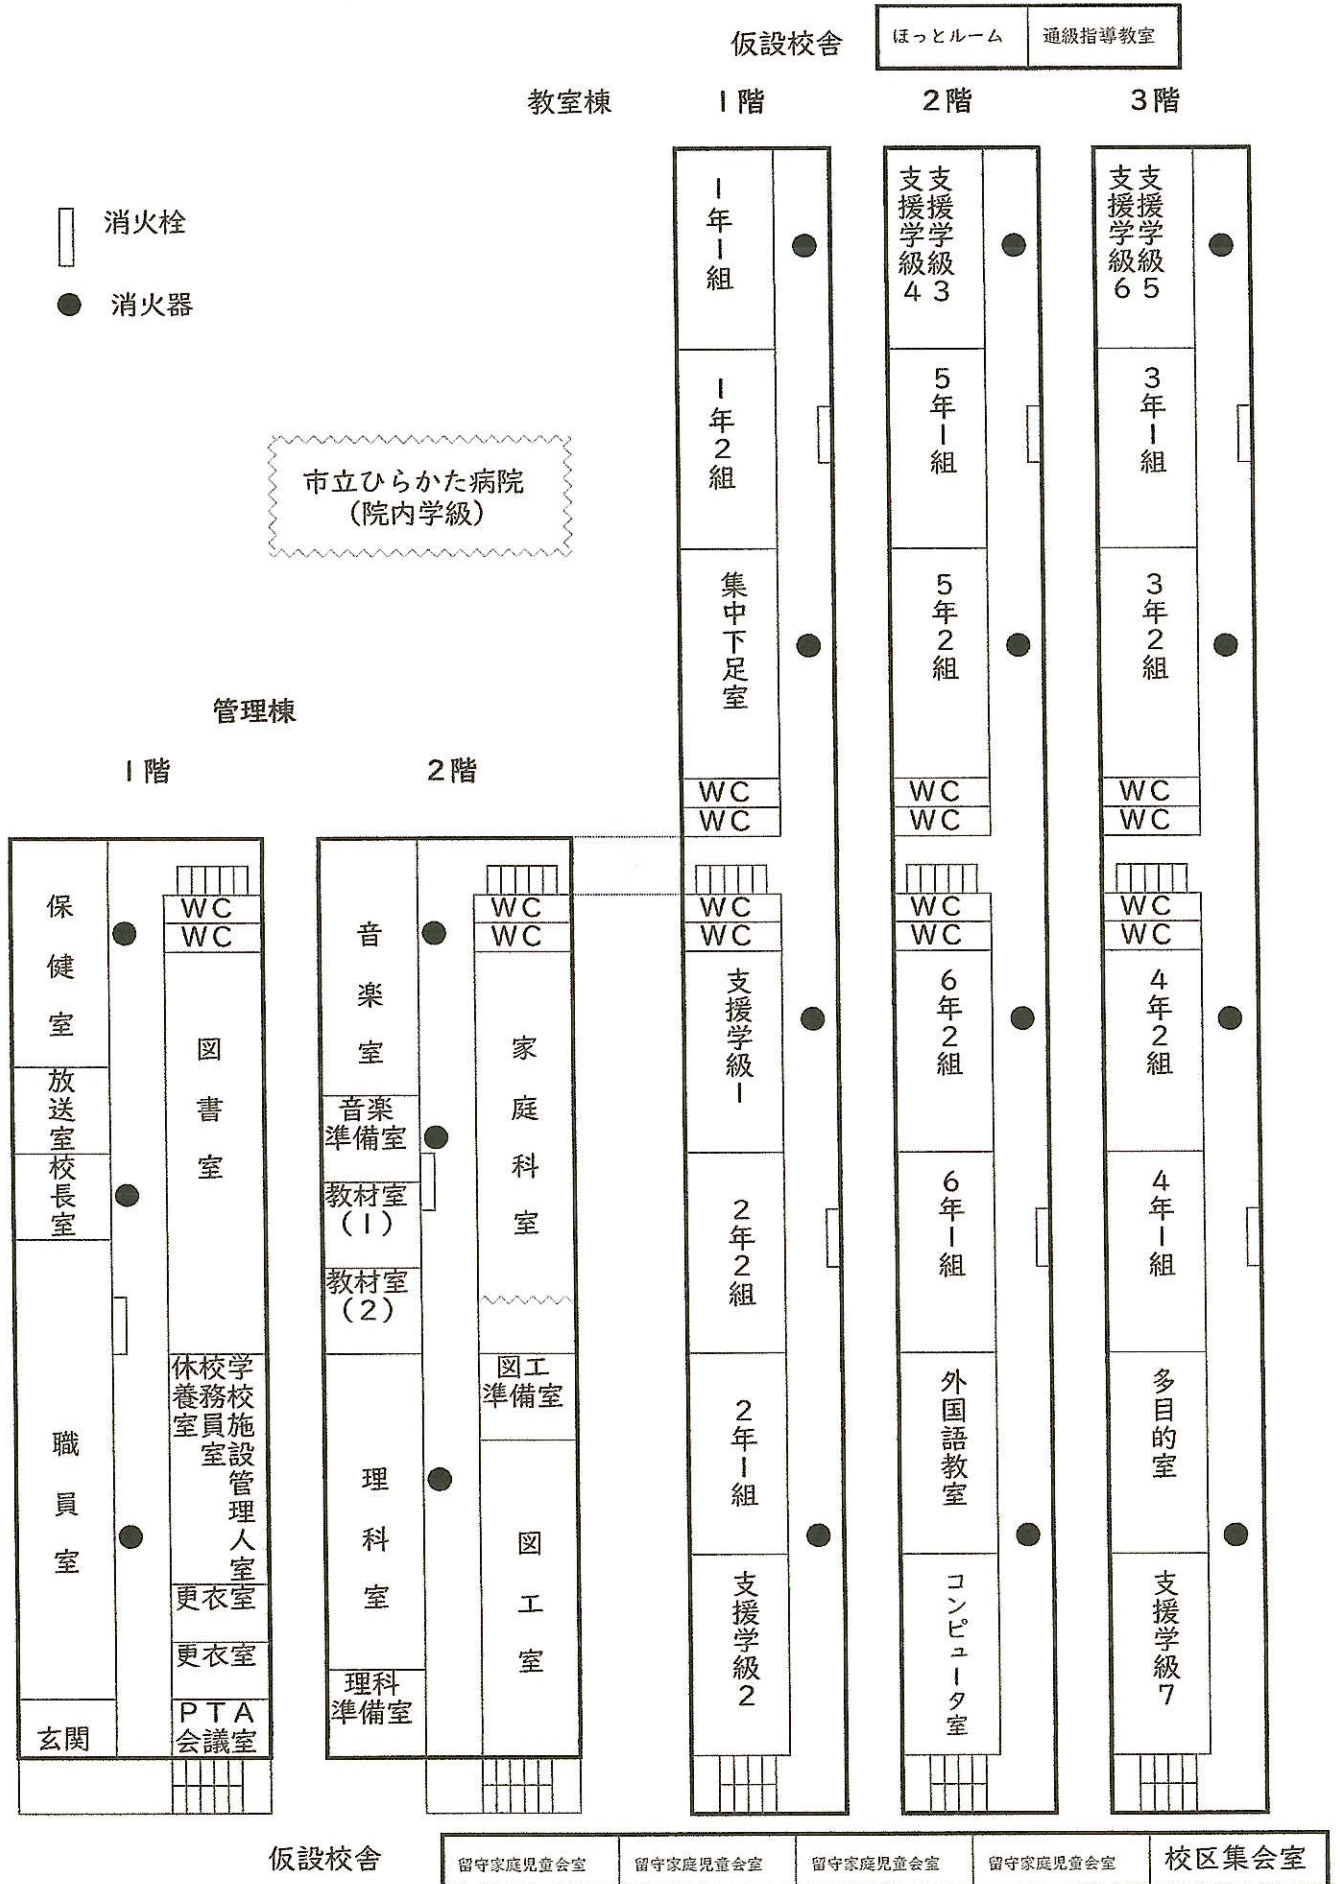 仮設校舎
ほっとルーム
通級指導教室
教室棟
1階
2階
3階
消火栓
消火器
市立ひらかた病院
(院内学級)
1年1組
1年2組
集中下足室
WC
WC
WC
WC
支援学級1
2年2組
2年1組
支援学級2
支援学級3
支援学級4
5年1組
5年2組
WC
WC
WC
WC
6年2組
6年1組
外国語教室
コンピュータ室
支援学級5
支援学級6
3年1組
3年2組
WC
WC
WC
WC
4年2組
4年1組
多目的室
支援学級7
管理棟
1階
2階
保健室
放送室
校長室
職員室
玄関
WC
WC
図書室
学校施設管理人室
校務員室
休養室
更衣室
更衣室
PTA
会議室
音楽室
音楽
準備室
教材室
(1)
教材室
(2)
理科室
理科
準備室
WC
WC
家庭科室
図工
準備室
図工室
仮設校舎
留守家庭児童会室
留守家庭児童会室
留守家庭児童会室
留守家庭児童会室
校区集会室